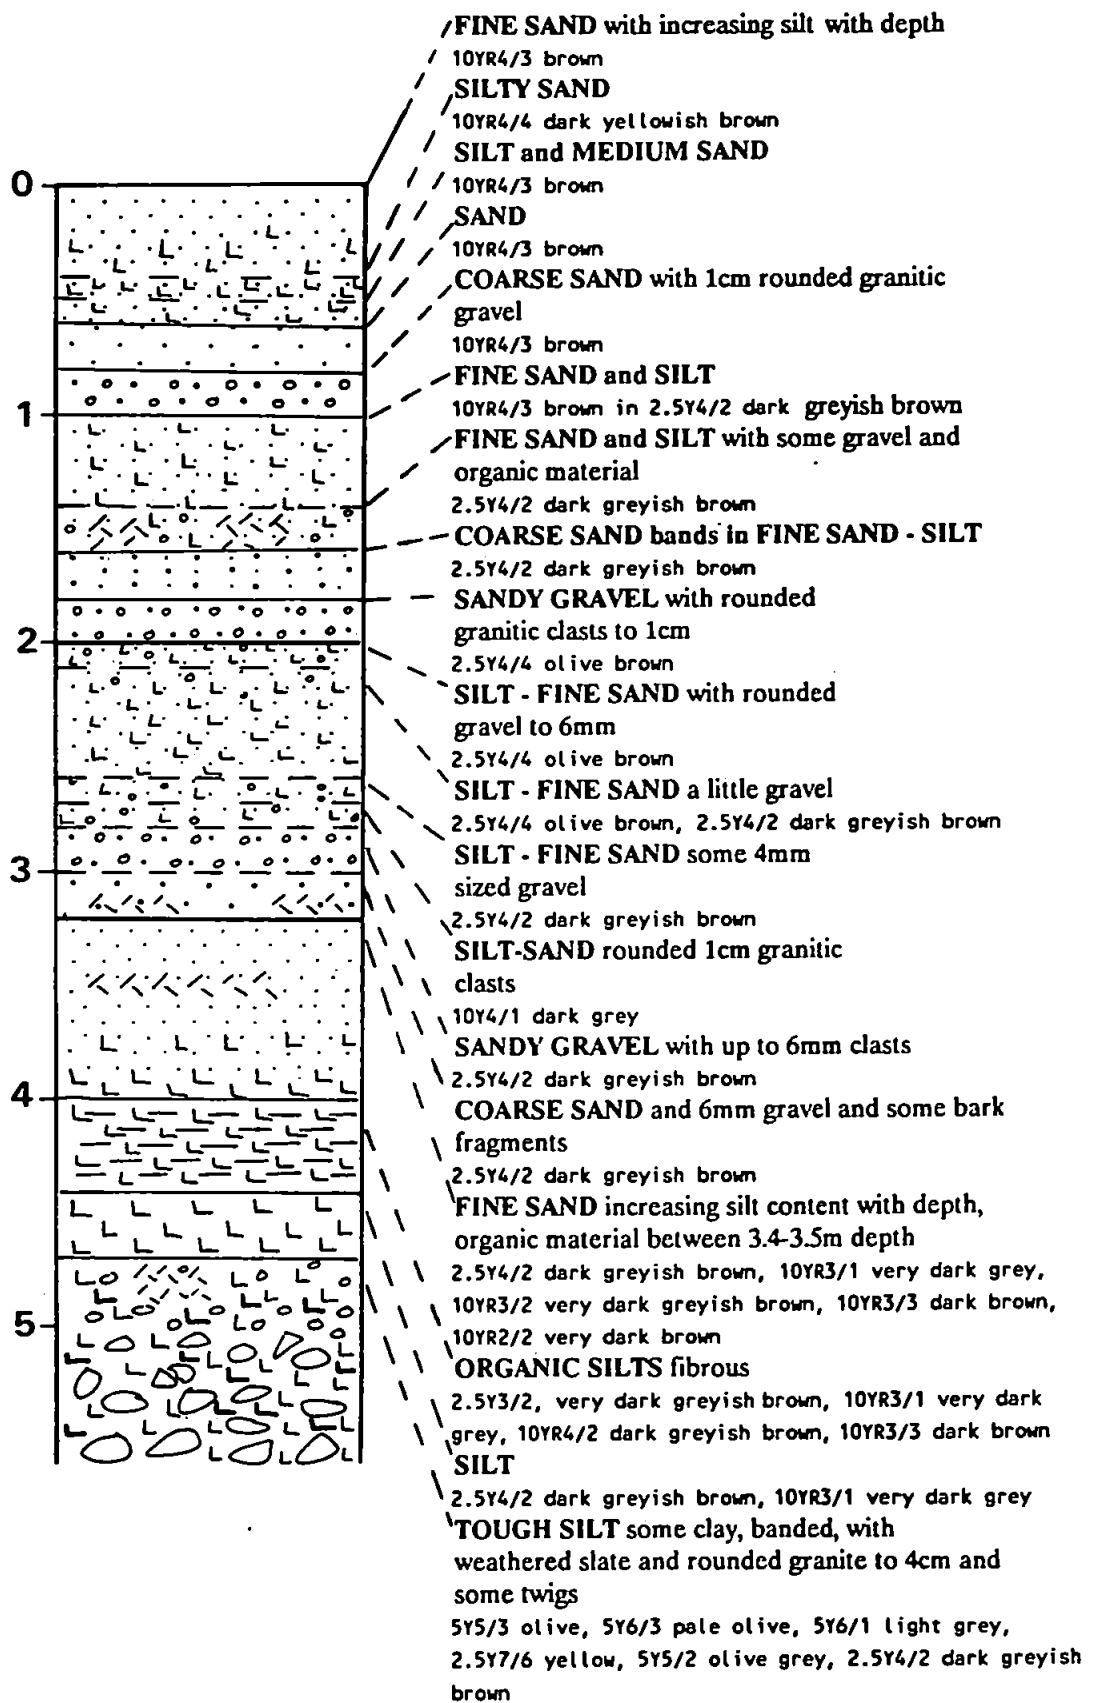 FINE SAND with increasing silt with depth
10YR4/3 brown
SILTY SAND
10YR4/4 dark yellowish brown
SILT and MEDIUM SAND
10YR4/3 brown
SAND
10YR4/3 brown
COARSE SAND with 1cm rounded granitic
gravel
10YR4/3 brown
FINE SAND and SILT
10YR4/3 brown in 2.5Y4/2 dark greyish brown
FINE SAND and SILT with some gravel and
organic material
2.5Y4/2 dark greyish brown
COARSE SAND bands in FINE SAND - SILT
2.5Y4/2 dark greyish brown
SANDY GRAVEL with rounded
granitic clasts to 1cm
2.5Y4/4 olive brown
SILT - FINE SAND with rounded
gravel to 6mm
2.5Y4/4 olive brown
SILT - FINE SAND a little gravel
2.5Y4/4 olive brown, 2.5Y4/2 dark greyish brown
SILT - FINE SAND some 4mm
sized gravel
2.5Y4/2 dark greyish brown
SILT-SAND rounded 1cm granitic
clasts
10Y4/1 dark grey
SANDY GRAVEL with up to 6mm clasts
2.5Y4/2 dark greyish brown
COARSE SAND and 6mm gravel and some bark
fragments
2.5Y4/2 dark greyish brown
FINE SAND increasing silt content with depth,
organic material between 3.4-3.5m depth
2.5Y4/2 dark greyish brown, 10YR3/1 very dark grey,
10YR3/2 very dark greyish brown, 10YR3/3 dark brown,
10YR2/2 very dark brown
ORGANIC SILTS fibrous
2.5Y3/2, very dark greyish brown, 10YR3/1 very dark
grey, 10YR4/2 dark greyish brown, 10YR3/3 dark brown
SILT
2.5Y4/2 dark greyish brown, 10YR3/1 very dark grey
TOUGH SILT some clay, banded, with
weathered slate and rounded granite to 4cm and
some twigs
5Y5/3 olive, 5Y6/3 pale olive, 5Y6/1 light grey,
2.5Y7/6 yellow, 5Y5/2 olive grey, 2.5Y4/2 dark greyish
brown
0
1
2
3
4
5